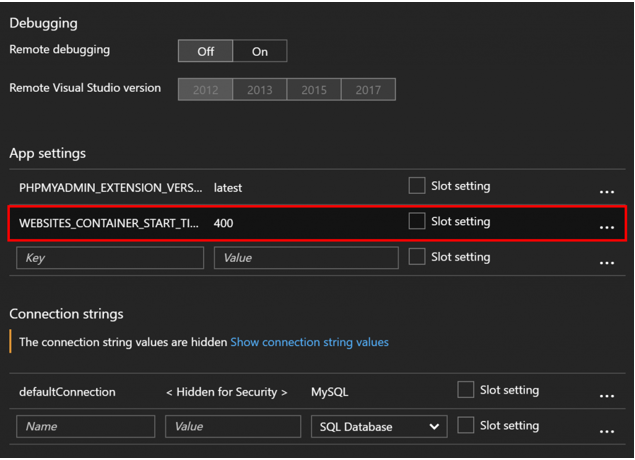 Debugging
Remote debugging Off On
Remote Visual Studio version 2012 2013 2015 2017
App settings
PHPMYADMIN_EXTENSION_VERS... latest Slot setting ...
WEBSITES_CONTAINER_START_TI... 400 Slot setting ...
Key Value Slot setting ...
Connection strings
The connection string values are hidden Show connection string values
defaultConnection < Hidden for Security > MySQL Slot setting ...
Name Value SQL Database Slot setting ...